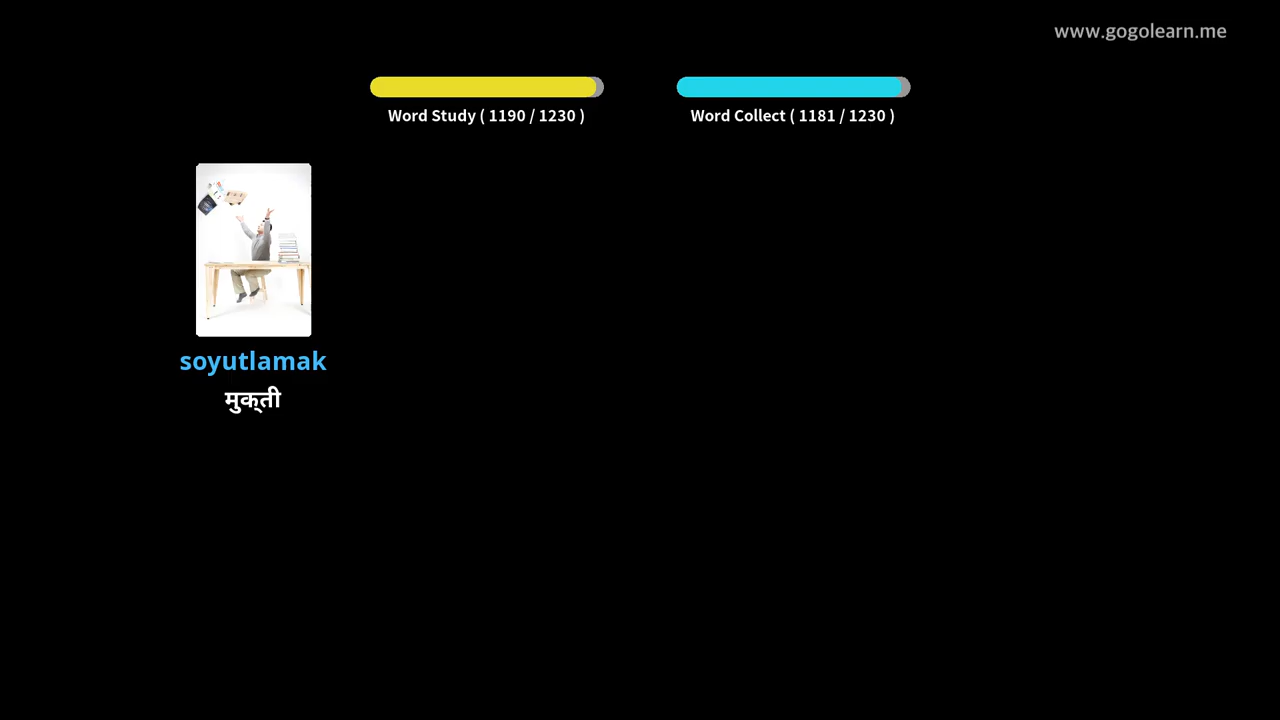 www.gogolearn.me
Word Study ( 1190 / 1230 )
Word Collect ( 1181 / 1230 )
soyutlamak
मुक्ती